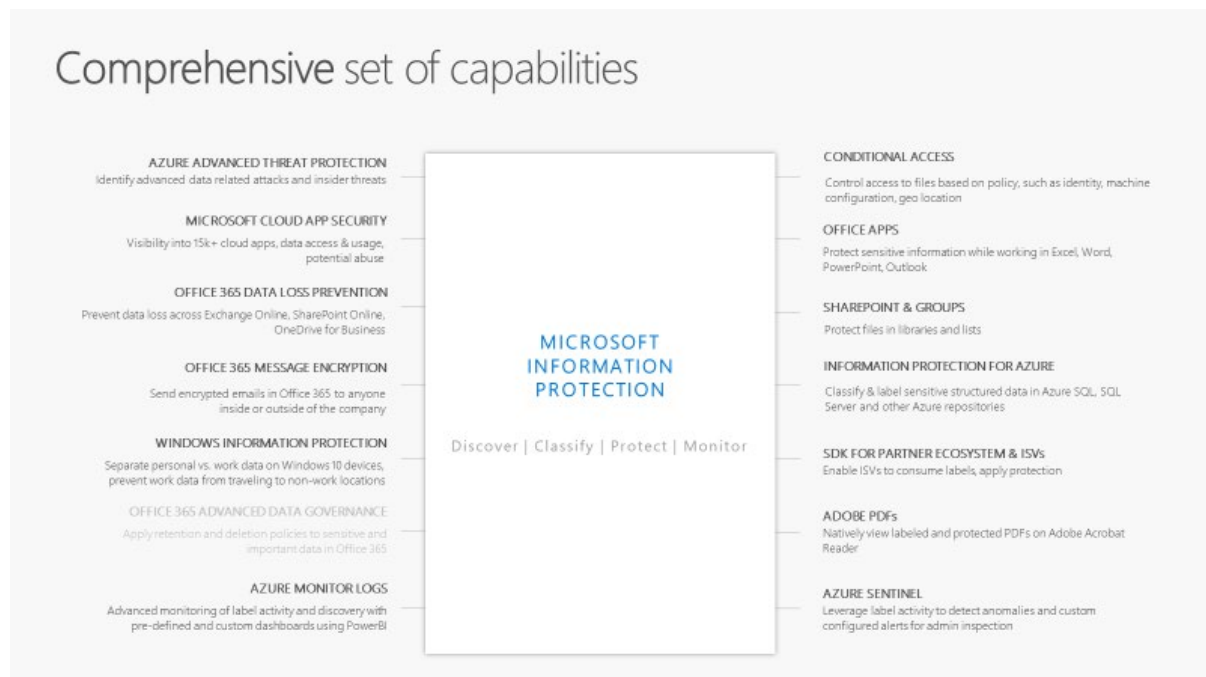 Comprehensive set of capabilities
AZURE ADVANCED THREAT PROTECTION
Identify advanced data related attacks and insider threats
MICROSOFT CLOUD APP SECURITY
Visibility into 15k+ cloud apps, data access & usage,
potential abuse
OFFICE 365 DATA LOSS PREVENTION
Prevent data loss across Exchange Online, SharePoint Online,
OneDrive for Business
OFFICE 365 MESSAGE ENCRYPTION
Send encrypted emails in Office 365 to anyone
inside or outside of the company
WINDOWS INFORMATION PROTECTION
Separate personal vs. work data on Windows 10 devices,
prevent work data from traveling to non-work locations
OFFICE 365 ADVANCED DATA GOVERNANCE
Apply retention and deletion policies to sensitive and
important data in Office 365
AZURE MONITOR LOGS
Advanced monitoring of label activity and discovery with
pre-defined and custom dashboards using PowerBI
MICROSOFT
INFORMATION
PROTECTION
Discover | Classify | Protect | Monitor
CONDITIONAL ACCESS
Control access to files based on policy, such as identity, machine
configuration, geo location
OFFICE APPS
Protect sensitive information while working in Excel, Word,
PowerPoint, Outlook
SHAREPOINT & GROUPS
Protect files in libraries and lists
INFORMATION PROTECTION FOR AZURE
Classify & label sensitive structured data in Azure SQL, SQL
Server and other Azure repositories
SDK FOR PARTNER ECOSYSTEM & ISVs
Enable ISVs to consume labels, apply protection
ADOBE PDFs
Natively view labeled and protected PDFs on Adobe Acrobat
Reader
AZURE SENTINEL
Leverage label activity to detect anomalies and custom
configured alerts for admin inspection